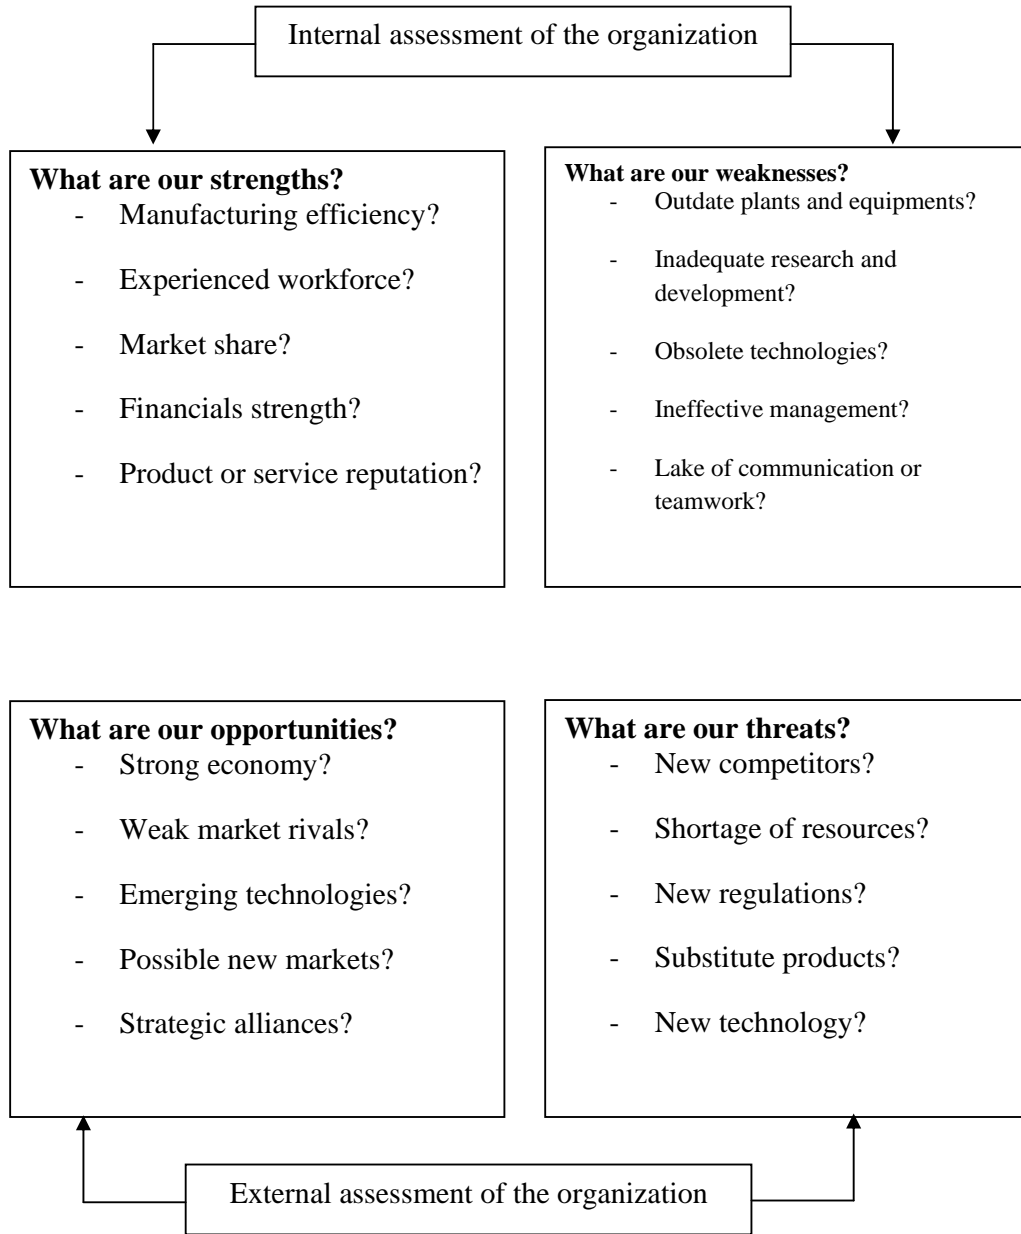 Internal assessment of the organization
What are our strengths?
- Manufacturing efficiency?
- Experienced workforce?
- Market share?
- Financials strength?
- Product or service reputation?
What are our weaknesses?
- Outdate plants and equipments?
- Inadequate research and
development?
- Obsolete technologies?
- Ineffective management?
- Lake of communication or
teamwork?
What are our opportunities?
- Strong economy?
- Weak market rivals?
- Emerging technologies?
- Possible new markets?
- Strategic alliances?
What are our threats?
- New competitors?
- Shortage of resources?
- New regulations?
- Substitute products?
- New technology?
External assessment of the organization